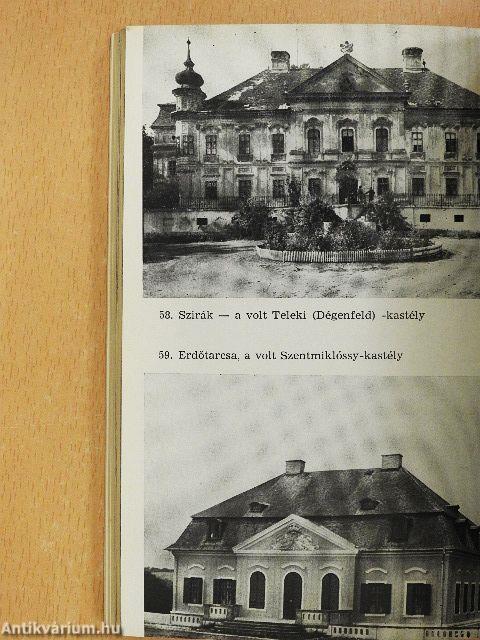 58. Szirák — a volt Teleki (Dégenfeld) -kastély
59. Erdőtarcsa, a volt Szentmiklóssy-kastély
Antikvárium.hu